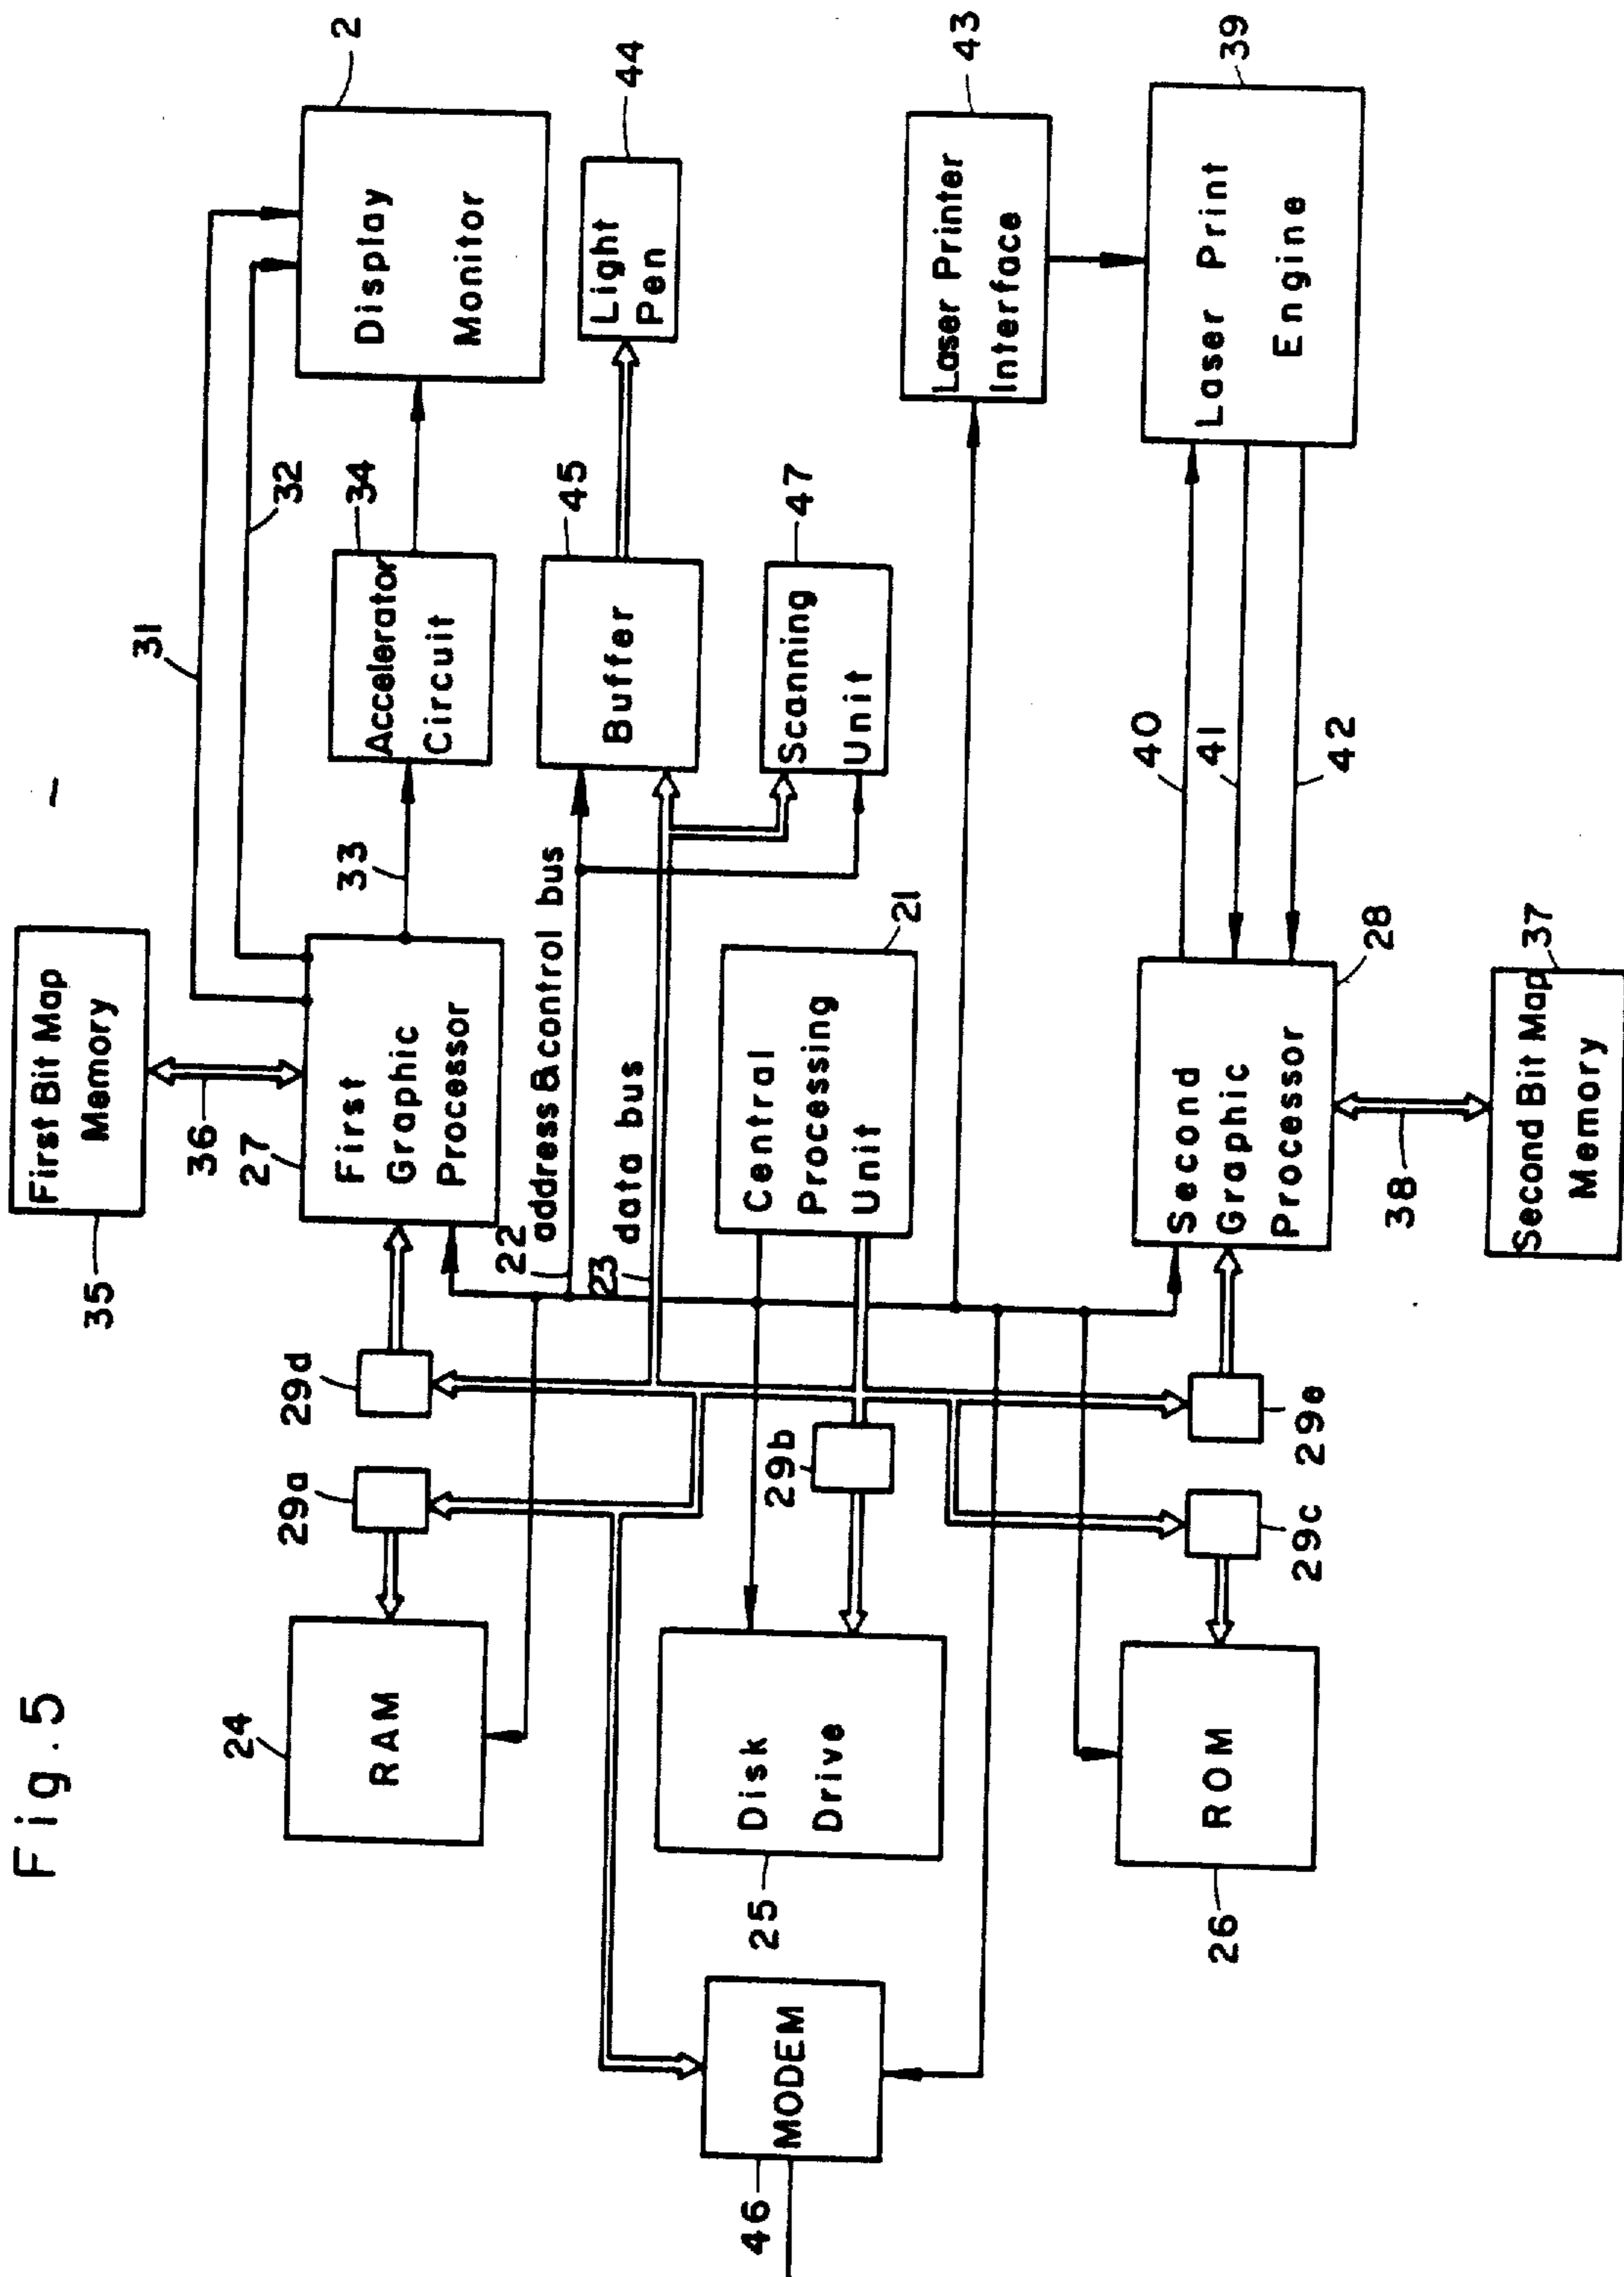 Fig.5
2
31
32
35
First Bit Map
Memory
36
27
First
Graphic
Processor
33
34
Accelerator
Circuit
Display
Monitor
24
RAM
29a
29d
22
address&control bus
23
data bus
45
Buffer
44
Light
Pen
47
Scanning
Unit
46
MODEM
25
Disk
Drive
29b
21
Central
Processing
Unit
43
Laser Printer
Interface
26
ROM
29c
29e
Second
Graphic
Processor
28
40
41
42
Laser Print
Engine
39
38
37
Second Bit Map
Memory